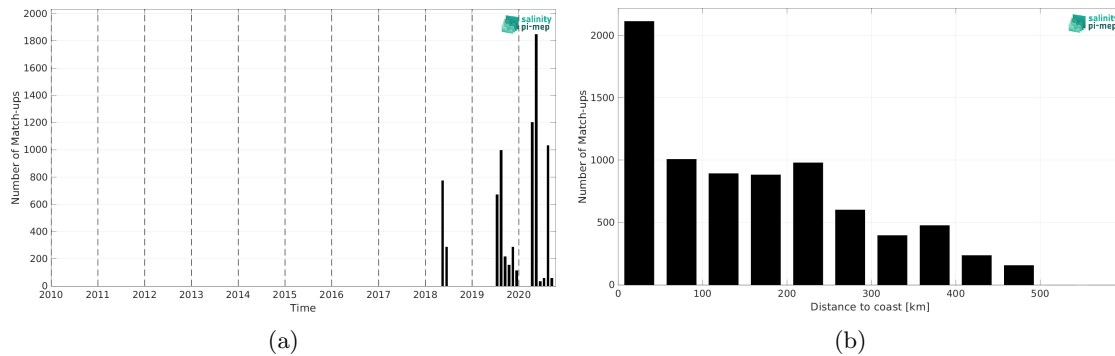 2000
1800
1600
1400
1200
1000
800
600
400
200
0
Number of Match-ups
2010 2011 2012 2013 2014 2015 2016 2017 2018 2019 2020
Time
salinity
pi-mep
(a)
2000
1500
1000
500
0
Number of Match-ups
0 100 200 300 400 500
Distance to coast [km]
salinity
pi-mep
(b)